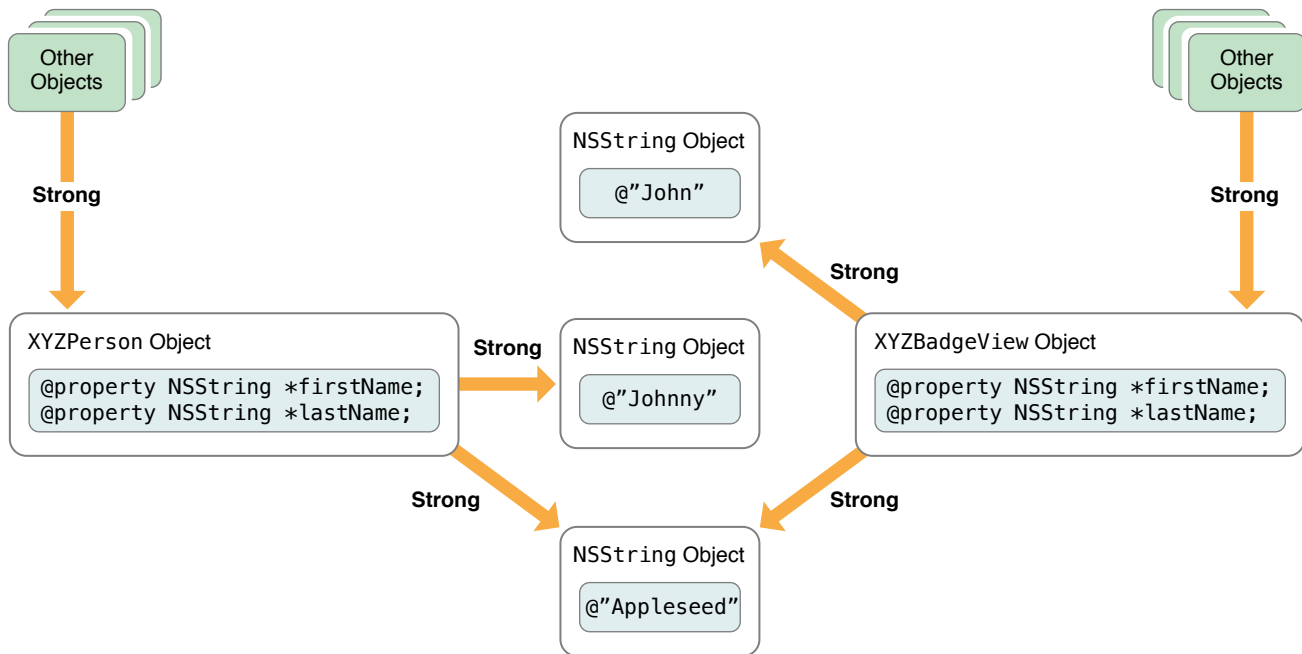 Other
Objects
Other
Objects
Strong
Strong
NSString Object
@”John”
Strong
XYZPerson Object
@property NSString *firstName;
@property NSString *lastName;
Strong
NSString Object
@”Johnny”
XYZBadgeView Object
@property NSString *firstName;
@property NSString *lastName;
Strong
Strong
NSString Object
@”Appleseed”